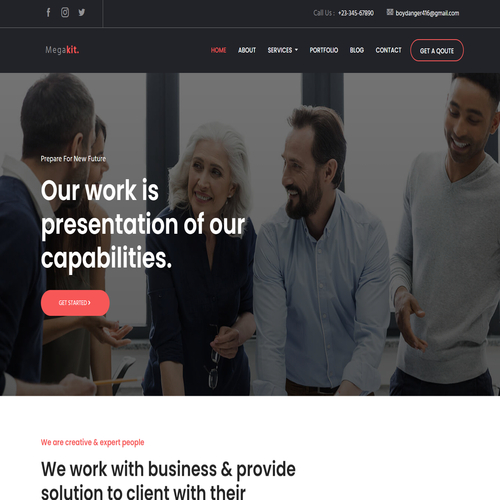 Call Us : +23-345-67890 boydanger416@gmail.com
Megakit. HOME ABOUT SERVICES PORTFOLIO BLOG CONTACT GET A QOUTE
Prepare For New Future
Our work is
presentation of our
capabilities.
GET STARTED
We are creative & expert people
We work with business & provide
solution to client with their